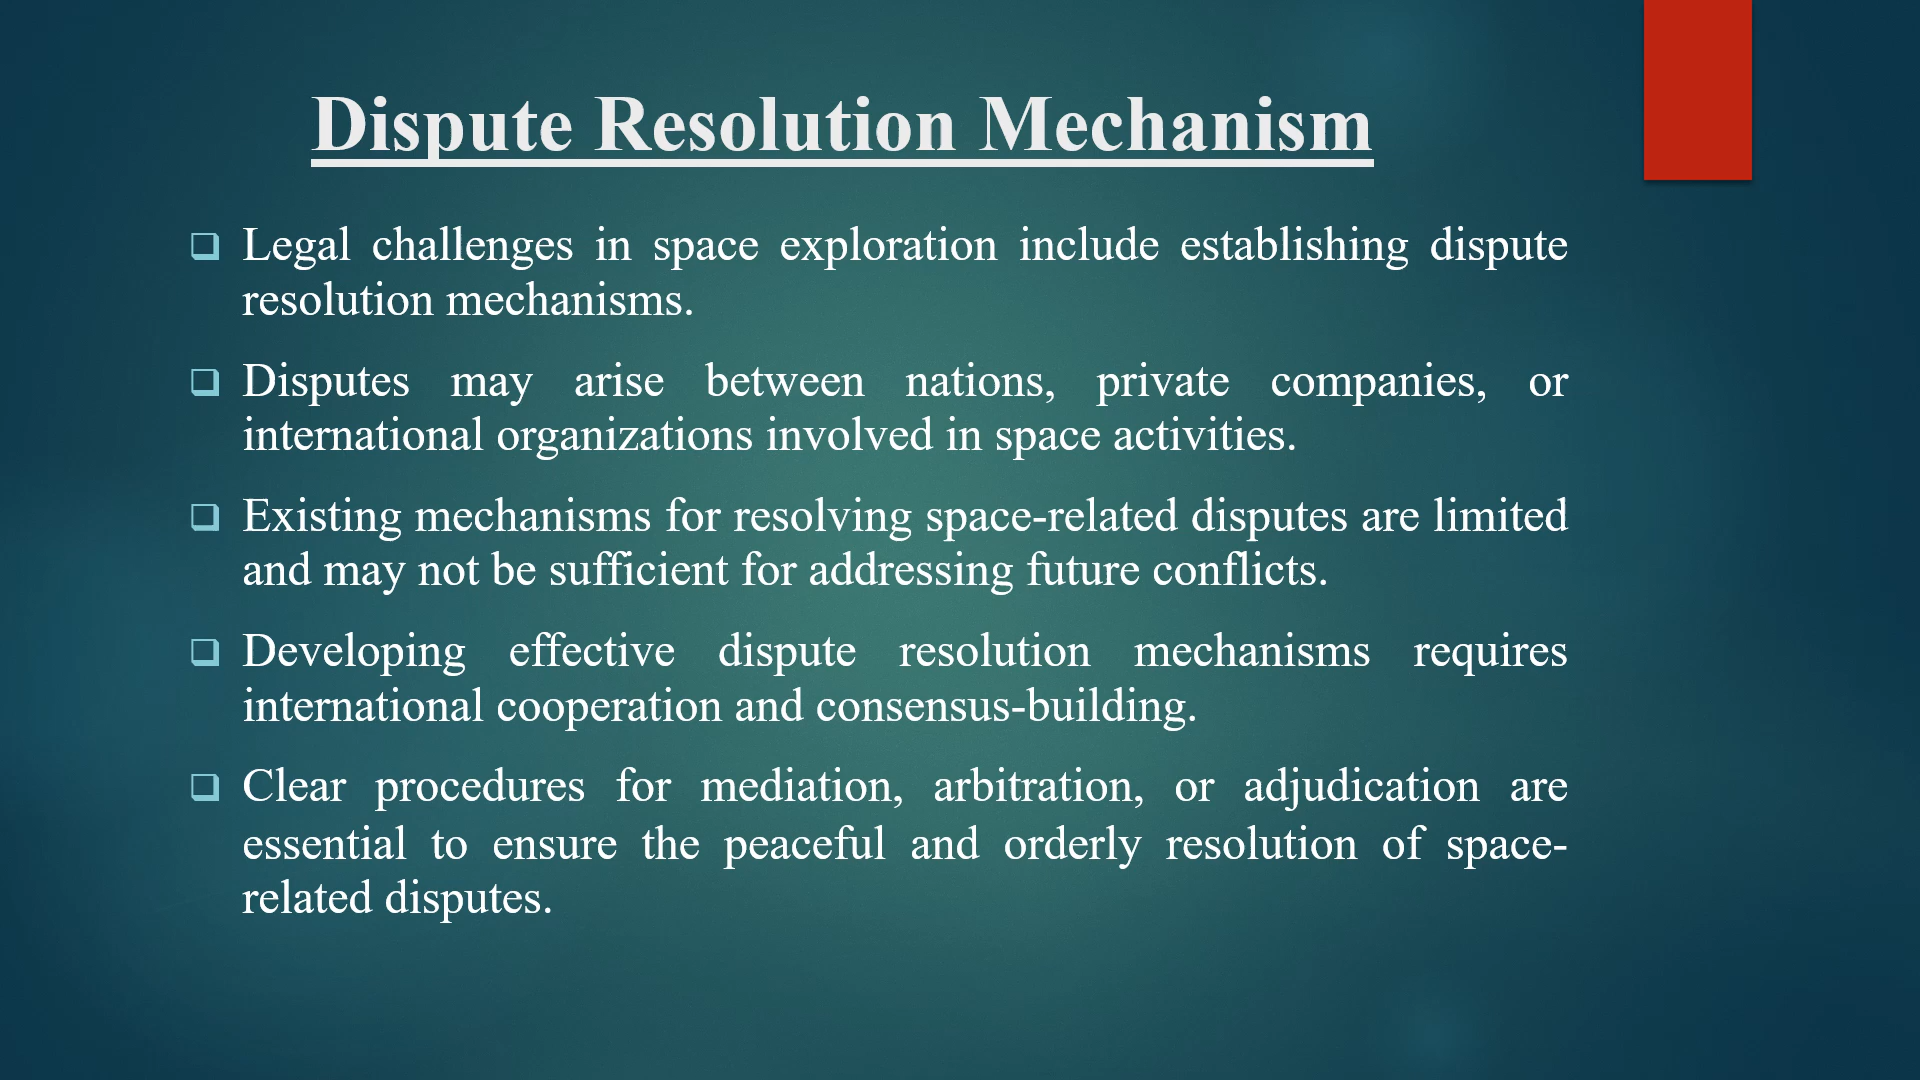 Dispute Resolution Mechanism
Legal challenges in space exploration include establishing dispute
resolution mechanisms.
Disputes may arise between nations, private companies, or
international organizations involved in space activities.
Existing mechanisms for resolving space-related disputes are limited
and may not be sufficient for addressing future conflicts.
Developing effective dispute resolution mechanisms requires
international cooperation and consensus-building.
Clear procedures for mediation, arbitration, or adjudication are
essential to ensure the peaceful and orderly resolution of space-
related disputes.